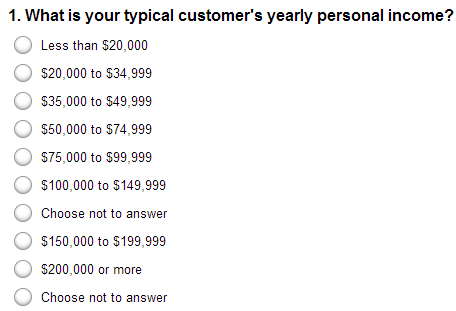 1. What is your typical customer's yearly personal income?
Less than $20,000
$20,000 to $34,999
$35,000 to $49,999
$50,000 to $74,999
$75,000 to $99,999
$100,000 to $149,999
Choose not to answer
$150,000 to $199,999
$200,000 or more
Choose not to answer